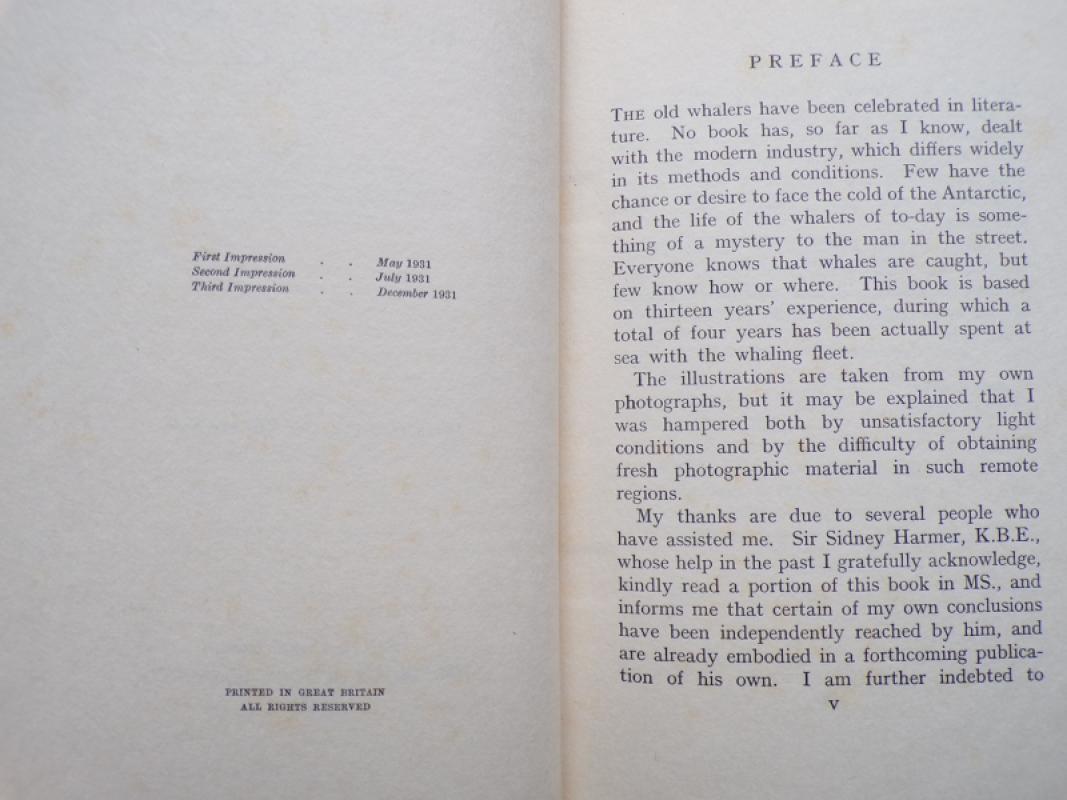 First Impression . . May 1931
Second Impression . . July 1931
Third Impression . . December 1931
PRINTED IN GREAT BRITAIN
ALL RIGHTS RESERVED
PREFACE
THE old whalers have been celebrated in litera-
ture. No book has, so far as I know, dealt
with the modern industry, which differs widely
in its methods and conditions. Few have the
chance or desire to face the cold of the Antarctic,
and the life of the whalers of to-day is some-
thing of a mystery to the man in the street.
Everyone knows that whales are caught, but
few know how or where. This book is based
on thirteen years' experience, during which a
total of four years has been actually spent at
sea with the whaling fleet.
The illustrations are taken from my own
photographs, but it may be explained that I
was hampered both by unsatisfactory light
conditions and by the difficulty of obtaining
fresh photographic material in such remote
regions.
My thanks are due to several people who
have assisted me. Sir Sidney Harmer, K.B.E.,
whose help in the past I gratefully acknowledge,
kindly read a portion of this book in MS., and
informs me that certain of my own conclusions
have been independently reached by him, and
are already embodied in a forthcoming publica-
tion of his own. I am further indebted to
v